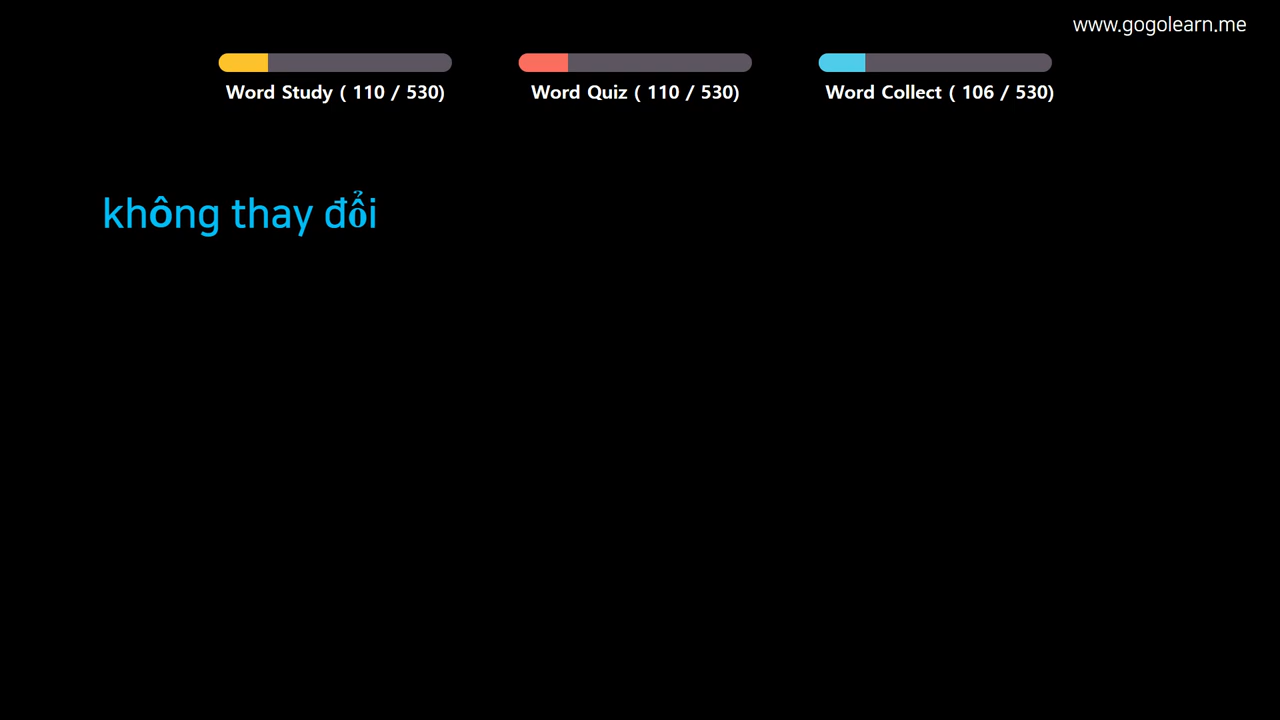 www.gogolearn.me
Word Study ( 110 / 530)
Word Quiz ( 110 / 530)
Word Collect ( 106 / 530)
không thay đổi